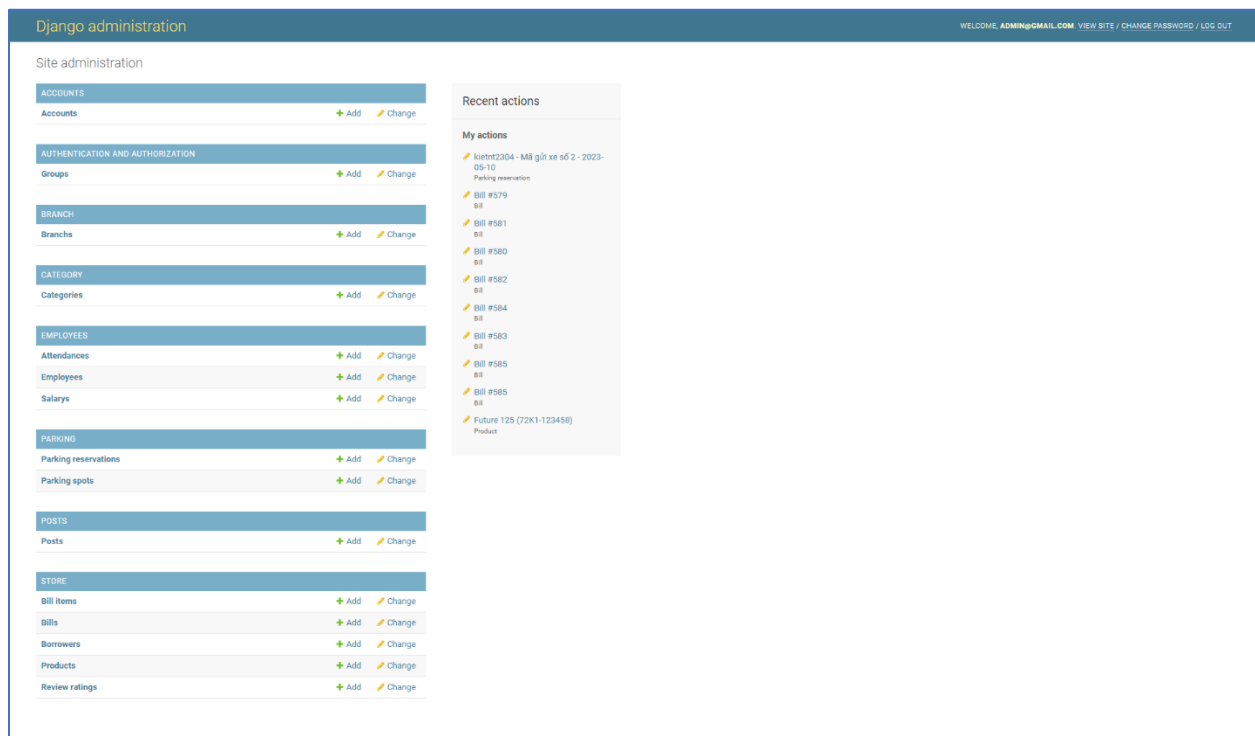 Django administration
WELCOME, ADMIN@GMAIL.COM. VIEW SITE / CHANGE PASSWORD / LOG OUT
Site administration
ACCOUNTS
Accounts + Add Change
AUTHENTICATION AND AUTHORIZATION
Groups + Add Change
BRANCH
Branchs + Add Change
CATEGORY
Categories + Add Change
EMPLOYEES
Attendances + Add Change
Employees + Add Change
Salarys + Add Change
PARKING
Parking reservations + Add Change
Parking spots + Add Change
POSTS
Posts + Add Change
STORE
Bill items + Add Change
Bills + Add Change
Borrowers + Add Change
Products + Add Change
Review ratings + Add Change
Recent actions
My actions
kietnt2304 - Mã gửi xe số 2 - 2023-
05-10
Parking reservation
Bill #579
Bill
Bill #581
Bill
Bill #580
Bill
Bill #582
Bill
Bill #584
Bill
Bill #583
Bill
Bill #585
Bill
Bill #585
Bill
Future 125 (72K1-123458)
Product